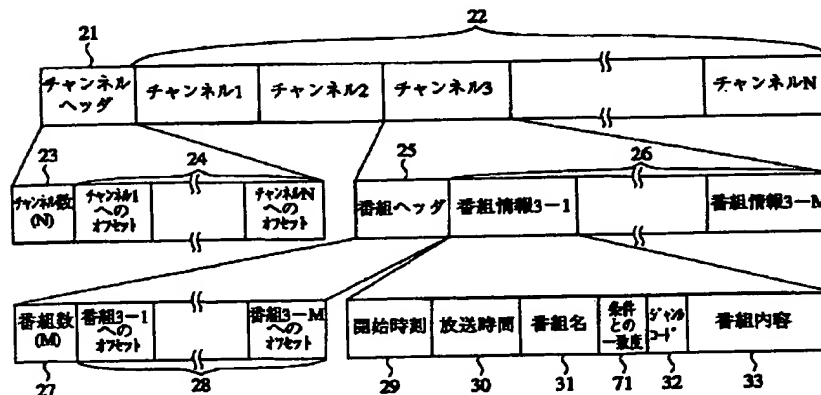 21
22
チャンネル
ヘッダ
チャンネル1
チャンネル2
チャンネル3
チャンネルN
23
24
25
26
チャンネル数
(N)
チャンネル1
への
オフセット
チャンネルN
への
オフセット
番組ヘッダ
番組情報3-1
番組情報3-M
番組数
(M)
番組3-1
への
オフセット
番組3-M
への
オフセット
開始時刻
放送時間
番組名
条件
との
一致度
ジャンル
コード
番組内容
27
28
29
30
31
71
32
33